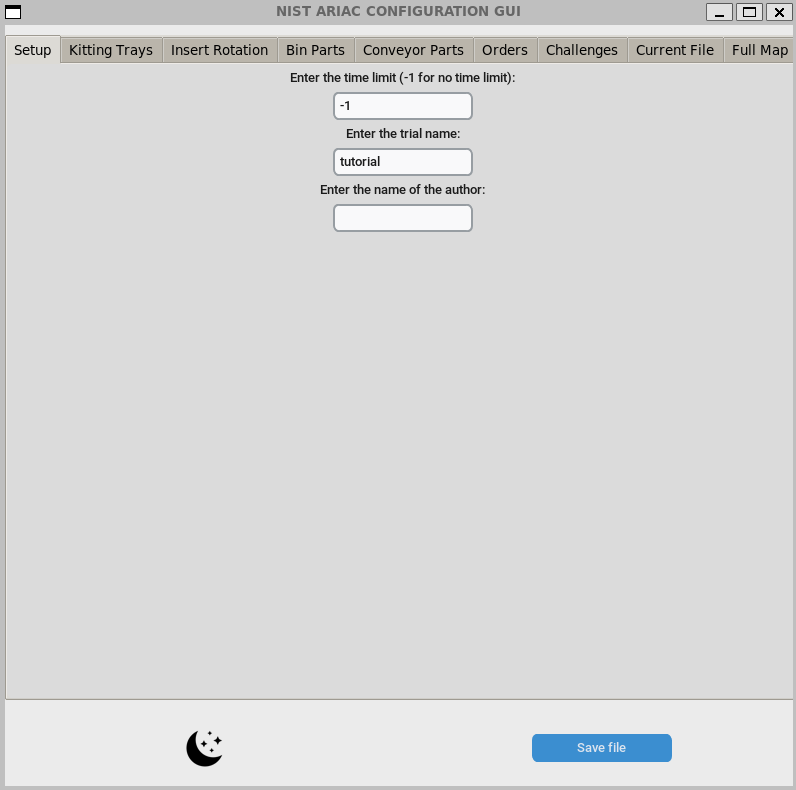 NIST ARIAC CONFIGURATION GUI
Setup Kitting Trays Insert Rotation Bin Parts Conveyor Parts Orders Challenges Current File Full Map
Enter the time limit (-1 for no time limit):
-1
Enter the trial name:
tutorial
Enter the name of the author:
Save file